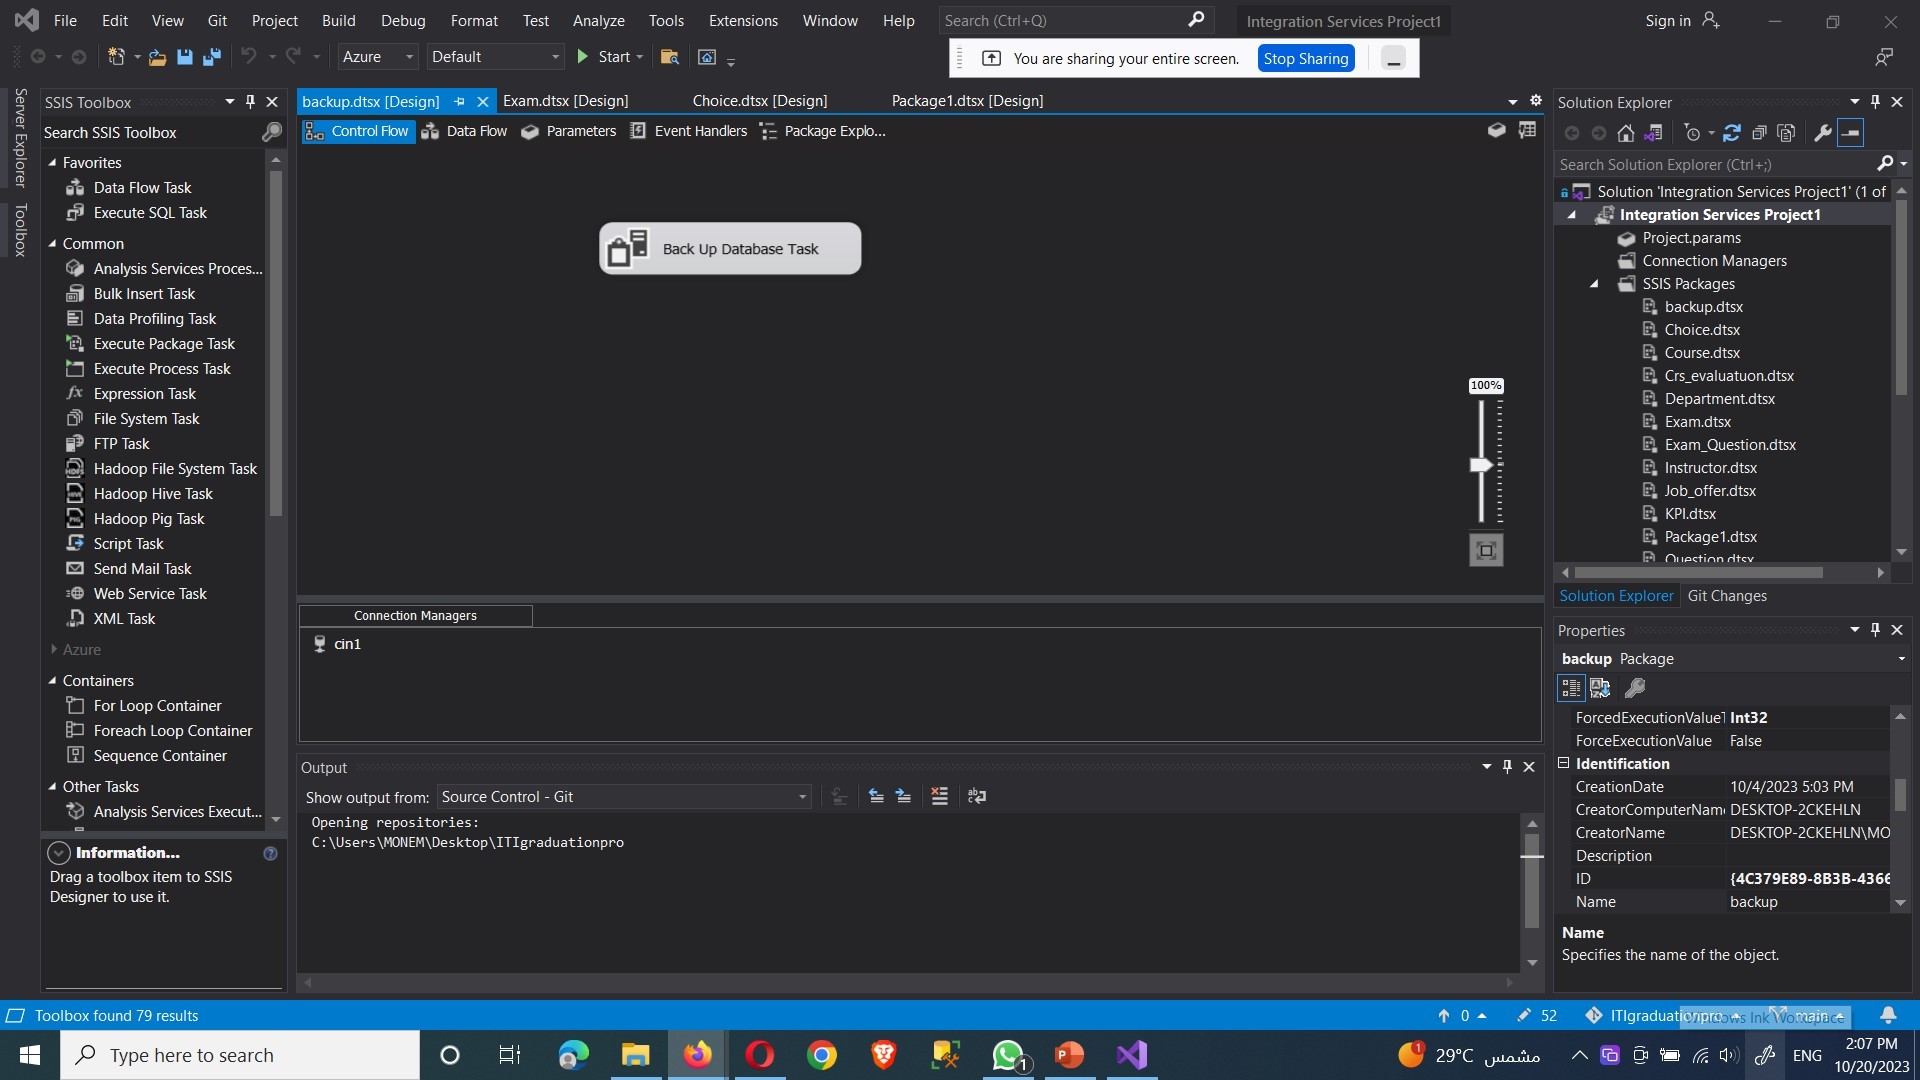 File Edit View Git Project Build Debug Format Test Analyze Tools Extensions Window Help Search (Ctrl+Q) Integration Services Project1 Sign in
Azure Default Start
You are sharing your entire screen. Stop Sharing
Server Explorer
Toolbox
SSIS Toolbox
Search SSIS Toolbox
Favorites
Data Flow Task
Execute SQL Task
Common
Analysis Services Proces...
Bulk Insert Task
Data Profiling Task
Execute Package Task
Execute Process Task
Expression Task
File System Task
FTP Task
Hadoop File System Task
Hadoop Hive Task
Hadoop Pig Task
Script Task
Send Mail Task
Web Service Task
XML Task
Azure
Containers
For Loop Container
Foreach Loop Container
Sequence Container
Other Tasks
Analysis Services Execut...
Information...
Drag a toolbox item to SSIS
Designer to use it.
backup.dtsx [Design] Exam.dtsx [Design] Choice.dtsx [Design] Package1.dtsx [Design]
Control Flow Data Flow Parameters Event Handlers Package Explo...
Back Up Database Task
100%
Connection Managers
cin1
Output
Show output from: Source Control - Git
Opening repositories:
C:\Users\MONEM\Desktop\ITIgraduationpro
Solution Explorer
Search Solution Explorer (Ctrl+;)
Solution 'Integration Services Project1' (1 of
Integration Services Project1
Project.params
Connection Managers
SSIS Packages
backup.dtsx
Choice.dtsx
Course.dtsx
Crs_evaluatuon.dtsx
Department.dtsx
Exam.dtsx
Exam_Question.dtsx
Instructor.dtsx
Job_offer.dtsx
KPI.dtsx
Package1.dtsx
Question.dtsx
Solution Explorer Git Changes
Properties
backup Package
ForcedExecutionValueT Int32
ForceExecutionValue False
Identification
CreationDate 10/4/2023 5:03 PM
CreatorComputerName DESKTOP-2CKEHLN
CreatorName DESKTOP-2CKEHLN\MO
Description
ID {4C379E89-8B3B-4366
Name backup
Name
Specifies the name of the object.
Toolbox found 79 results 0 52 ITIgraduationpro main
Windows Ink Workspace
Type here to search 1 1 29°C مشمس ENG 2:07 PM
10/20/2023